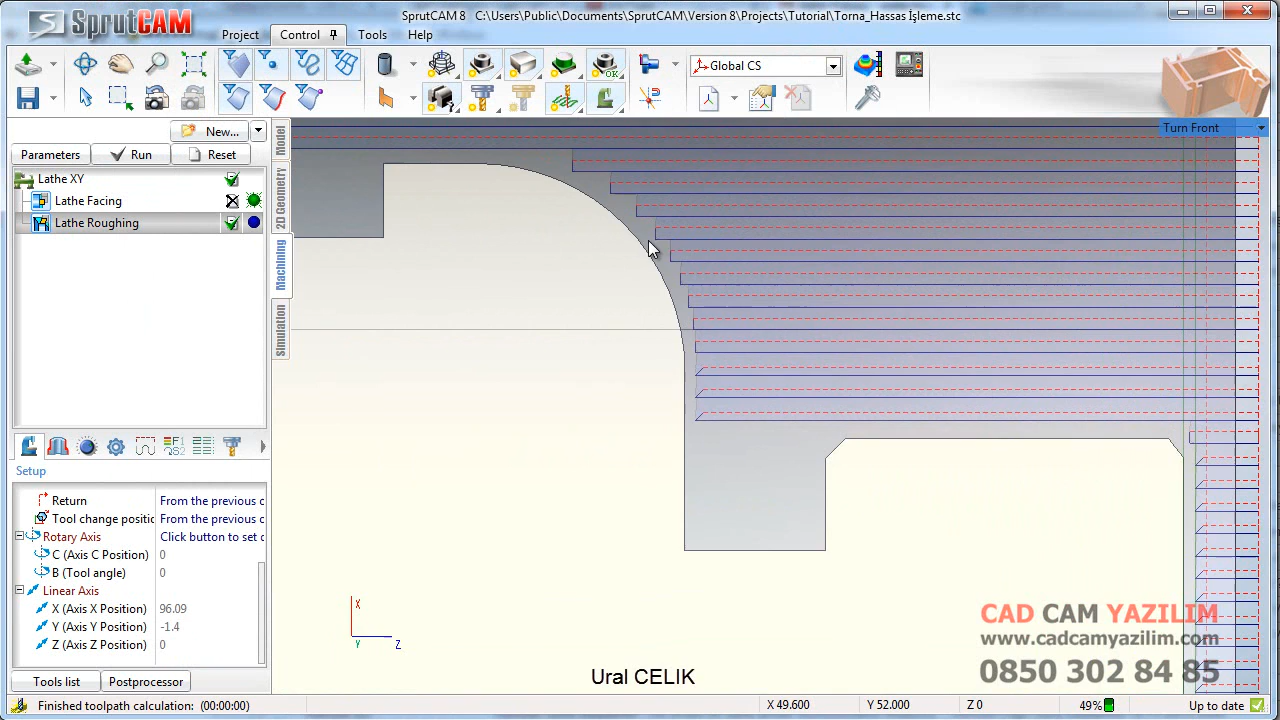 SprutCAM
SprutCAM 8    C:\Users\Public\Documents\SprutCAM\Version 8\Projects\Tutorial\Torna_Hassas İşleme.stc
Project
Control
Tools
Help
Global CS
OK
New...
Parameters
Run
Reset
Lathe XY
Lathe Facing
Lathe Roughing
Model
2D Geometry
Machining
Simulation
Turn Front
Setup
Return From the previous c
Tool change positic From the previous c
Rotary Axis Click button to set c
C (Axis C Position) 0
B (Tool angle) 0
Linear Axis
X (Axis X Position) 96.09
Y (Axis Y Position) -1.4
Z (Axis Z Position) 0
Tools list
Postprocessor
X
Y
Z
Ural CELIK
CAD CAM YAZILIM
www.cadcamyazilim.com
0850 302 84 85
Finished toolpath calculation: (00:00:00)
X 49.600
Y 52.000
Z 0
49%
Up to date